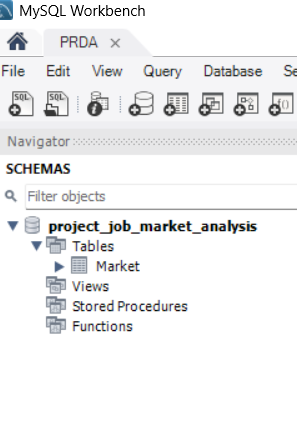 MySQL Workbench
PRDA
File Edit View Query Database Se
SQL SQL
Navigator
SCHEMAS
Filter objects
project_job_market_analysis
Tables
Market
Views
Stored Procedures
Functions